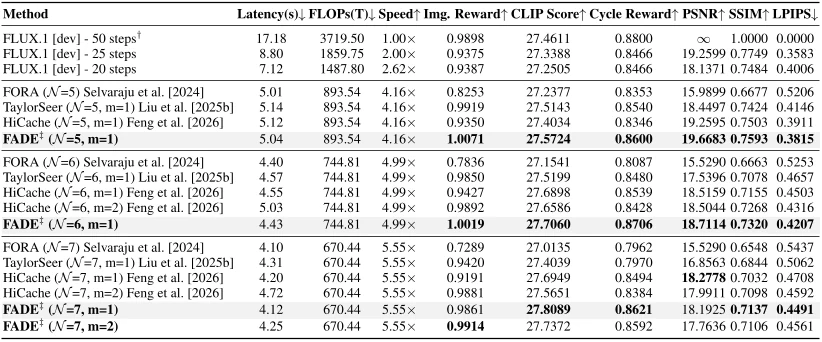 Method Latency(s)↓ FLOPs(T)↓ Speed↑ Img. Reward↑ CLIP Score↑ Cycle Reward↑ PSNR↑ SSIM↑ LPIPS↓
FLUX.1 [dev] - 50 steps† 17.18 3719.50 1.00× 0.9898 27.4611 0.8800 ∞ 1.0000 0.0000
FLUX.1 [dev] - 25 steps 8.80 1859.75 2.00× 0.9375 27.3388 0.8466 19.2599 0.7749 0.3583
FLUX.1 [dev] - 20 steps 7.12 1487.80 2.62× 0.9387 27.2505 0.8466 18.1371 0.7484 0.4006
FORA (N=5) Selvaraju et al. [2024] 5.01 893.54 4.16× 0.8253 27.2377 0.8353 15.9899 0.6677 0.5206
TaylorSeer (N=5, m=1) Liu et al. [2025b] 5.14 893.54 4.16× 0.9919 27.5143 0.8540 18.4497 0.7424 0.4146
HiCache (N=5, m=1) Feng et al. [2026] 5.12 893.54 4.16× 0.9350 27.4034 0.8346 19.2595 0.7503 0.3911
FADE‡ (N=5, m=1) 5.04 893.54 4.16× 1.0071 27.5724 0.8600 19.6683 0.7593 0.3815
FORA (N=6) Selvaraju et al. [2024] 4.40 744.81 4.99× 0.7836 27.1541 0.8087 15.5290 0.6663 0.5253
TaylorSeer (N=6, m=1) Liu et al. [2025b] 4.57 744.81 4.99× 0.9850 27.5199 0.8480 17.5396 0.7078 0.4657
HiCache (N=6, m=1) Feng et al. [2026] 4.55 744.81 4.99× 0.9427 27.6898 0.8539 18.5159 0.7155 0.4503
HiCache (N=6, m=2) Feng et al. [2026] 5.03 744.81 4.99× 0.9892 27.6586 0.8428 18.5044 0.7268 0.4316
FADE‡ (N=6, m=1) 4.43 744.81 4.99× 1.0019 27.7060 0.8706 18.7114 0.7320 0.4207
FORA (N=7) Selvaraju et al. [2024] 4.10 670.44 5.55× 0.7289 27.0135 0.7962 15.5290 0.6548 0.5437
TaylorSeer (N=7, m=1) Liu et al. [2025b] 4.31 670.44 5.55× 0.9420 27.4039 0.7970 16.8563 0.6844 0.5062
HiCache (N=7, m=1) Feng et al. [2026] 4.20 670.44 5.55× 0.9191 27.6949 0.8494 18.2778 0.7032 0.4708
HiCache (N=7, m=2) Feng et al. [2026] 4.72 670.44 5.55× 0.9881 27.5651 0.8384 17.9911 0.7098 0.4592
FADE‡ (N=7, m=1) 4.12 670.44 5.55× 0.9861 27.8089 0.8621 18.1925 0.7137 0.4491
FADE‡ (N=7, m=2) 4.25 670.44 5.55× 0.9914 27.7372 0.8592 17.7636 0.7106 0.4561